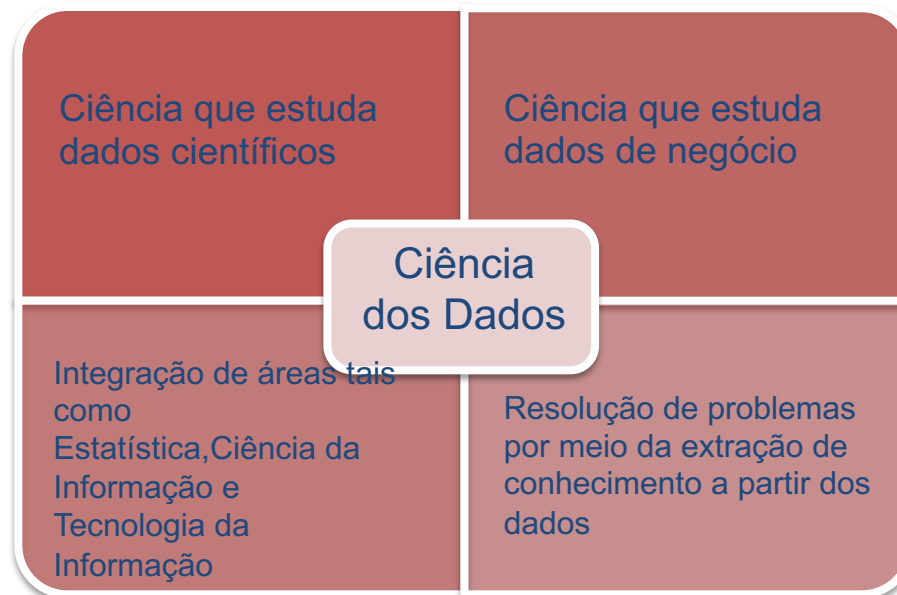 Ciência que estuda
dados científicos
Ciência que estuda
dados de negócio
Ciência
dos Dados
Integração de áreas tais
como
Estatística,Ciência da
Informação e
Tecnologia da
Informação
Resolução de problemas
por meio da extração de
conhecimento a partir dos
dados